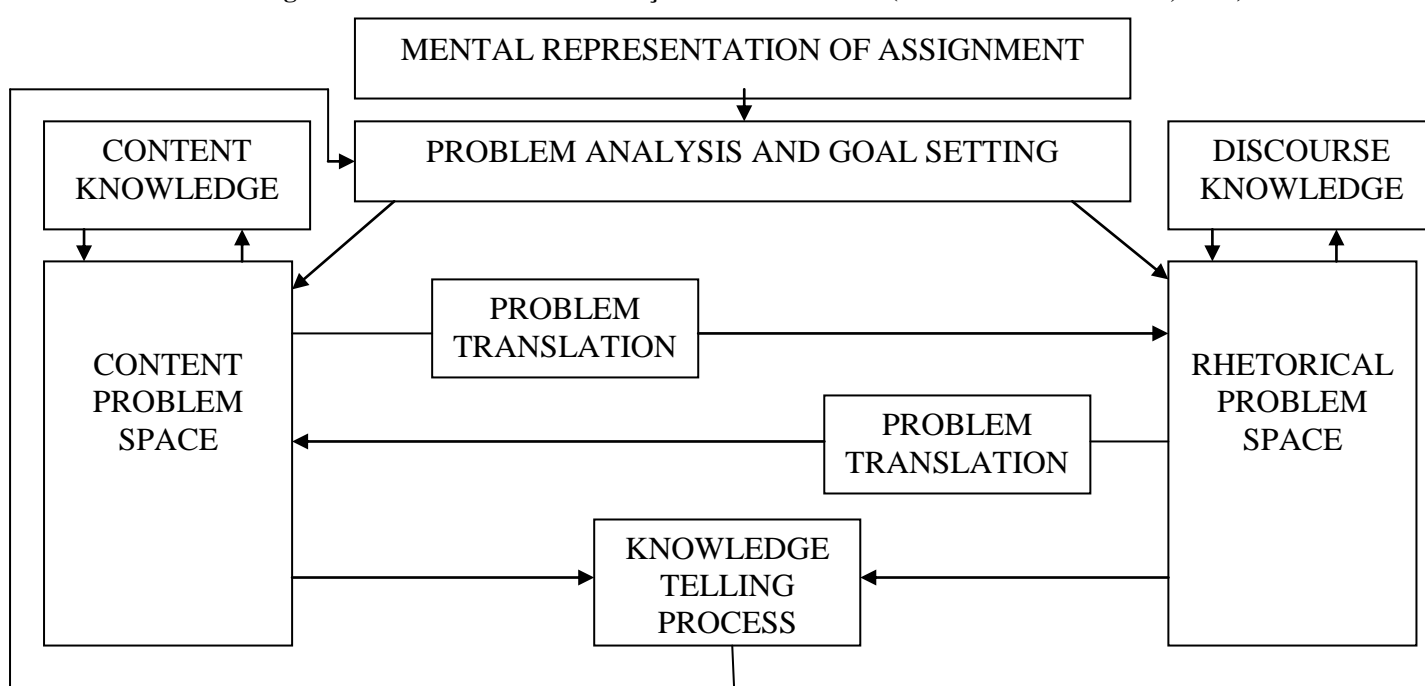 MENTAL REPRESENTATION OF ASSIGNMENT
CONTENT
KNOWLEDGE
PROBLEM ANALYSIS AND GOAL SETTING
DISCOURSE
KNOWLEDGE
PROBLEM
TRANSLATION
CONTENT
PROBLEM
SPACE
RHETORICAL
PROBLEM
SPACE
PROBLEM
TRANSLATION
KNOWLEDGE
TELLING
PROCESS